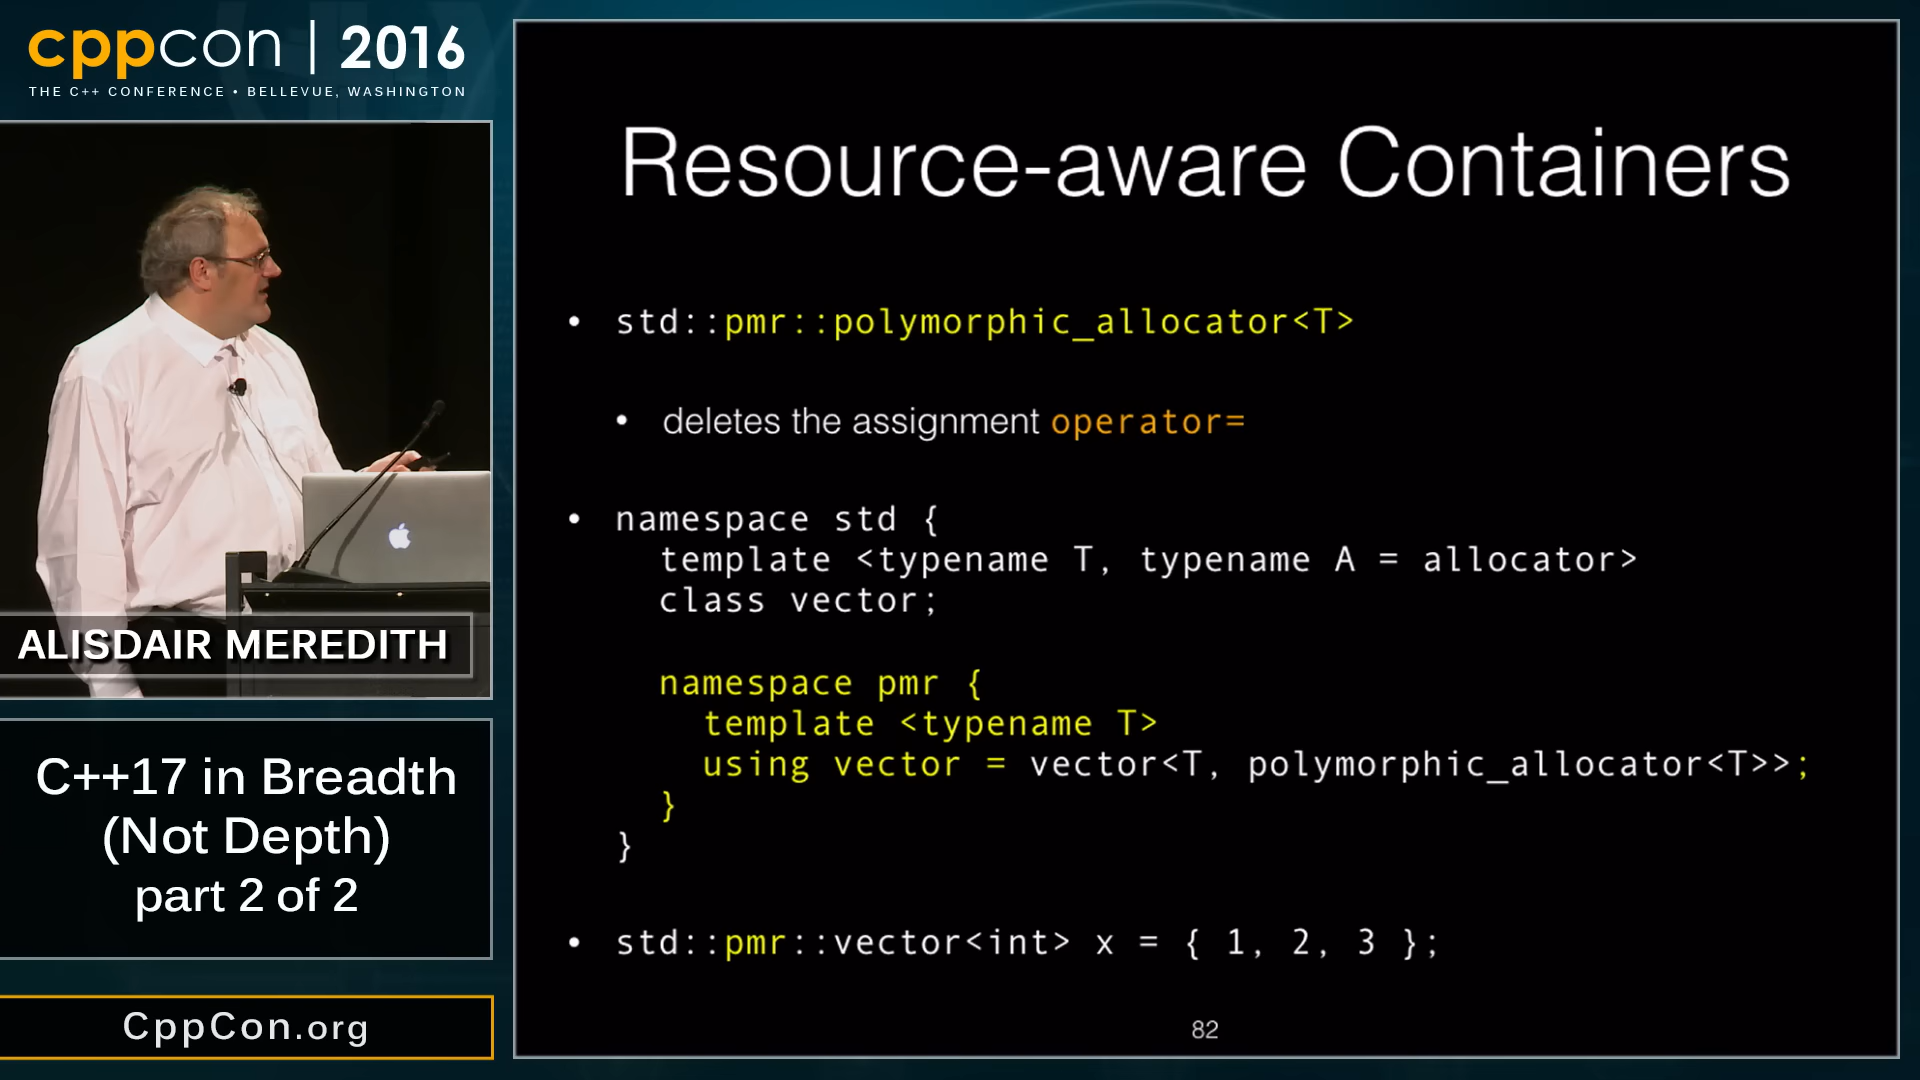 cppcon | 2016
THE C++ CONFERENCE • BELLEVUE, WASHINGTON
ALISDAIR MEREDITH
C++17 in Breadth
(Not Depth)
part 2 of 2
CppCon.org
Resource-aware Containers
• std::pmr::polymorphic_allocator<T>
• deletes the assignment operator=
• namespace std {
template <typename T, typename A = allocator>
class vector;
namespace pmr {
template <typename T>
using vector = vector<T, polymorphic_allocator<T>>;
}
}
• std::pmr::vector<int> x = { 1, 2, 3 };
82